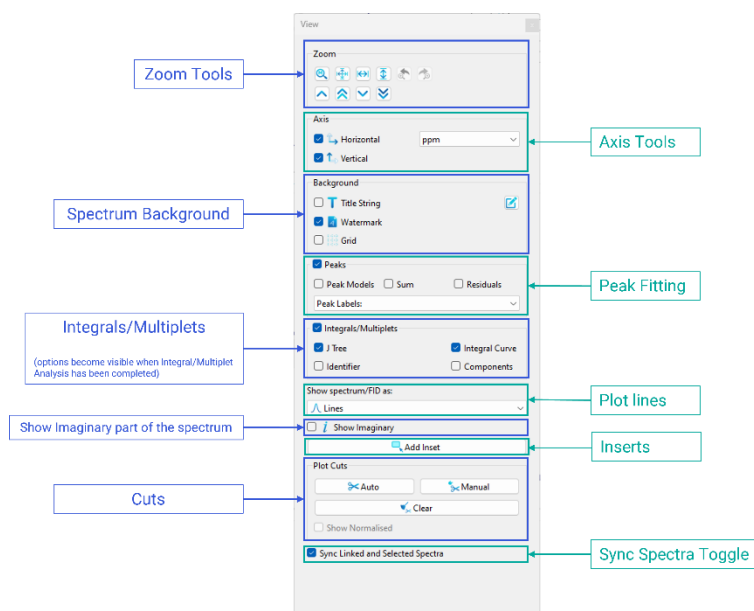 View
Zoom
Zoom Tools
Axis
Horizontal
ppm
Axis Tools
Vertical
Background
Title String
Spectrum Background
Watermark
Grid
Peaks
Peak Models
Sum
Residuals
Peak Fitting
Peak Labels:
Integrals/Multiplets
(options become visible when Integral/Multiplet
Analysis has been completed)
Integrals/Multiplets
J Tree
Integral Curve
Identifier
Components
Show spectrum/FID as:
Lines
Plot lines
Show Imaginary part of the spectrum
i Show Imaginary
Add Inset
Inserts
Plot Cuts
Auto
Manual
Cuts
Clear
Show Normalised
Sync Linked and Selected Spectra
Sync Spectra Toggle